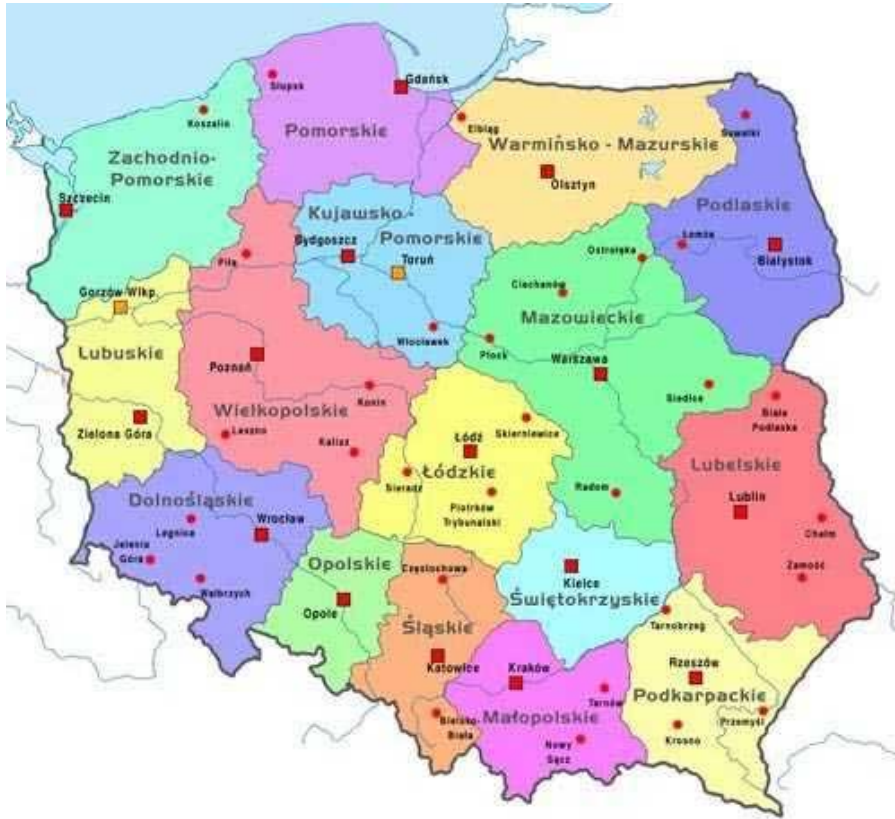 Słupsk
Gdańsk
Koszalin
Pomorskie
Elbląg
Suwałki
Warmińsko - Mazurskie
Zachodnio-
Pomorskie
Olsztyn
Szczecin
Podlaskie
Kujawsko -
Pomorskie
Bydgoszcz
Toruń
Łomża
Białystok
Ostrołęka
Piła
Ciechanów
Gorzów Wlkp.
Mazowieckie
Włocławek
Płock
Lubuskie
Poznań
Warszawa
Konin
Siedlce
Wielkopolskie
Biała
Podlaska
Zielona Góra
Leszno
Kalisz
Skierniewice
Łódź
Łódzkie
Sieradz
Lubelskie
Piotrków
Trybunalski
Radom
Lublin
Dolnośląskie
Legnica
Wrocław
Chełm
Jelenia
Góra
Wałbrzych
Opolskie
Opole
Częstochowa
Kielce
Świętokrzyskie
Zamość
Śląskie
Tarnobrzeg
Katowice
Kraków
Rzeszów
Tarnów
Podkarpackie
Małopolskie
Bielsko-
Biała
Przemyśl
Krosno
Nowy
Sącz